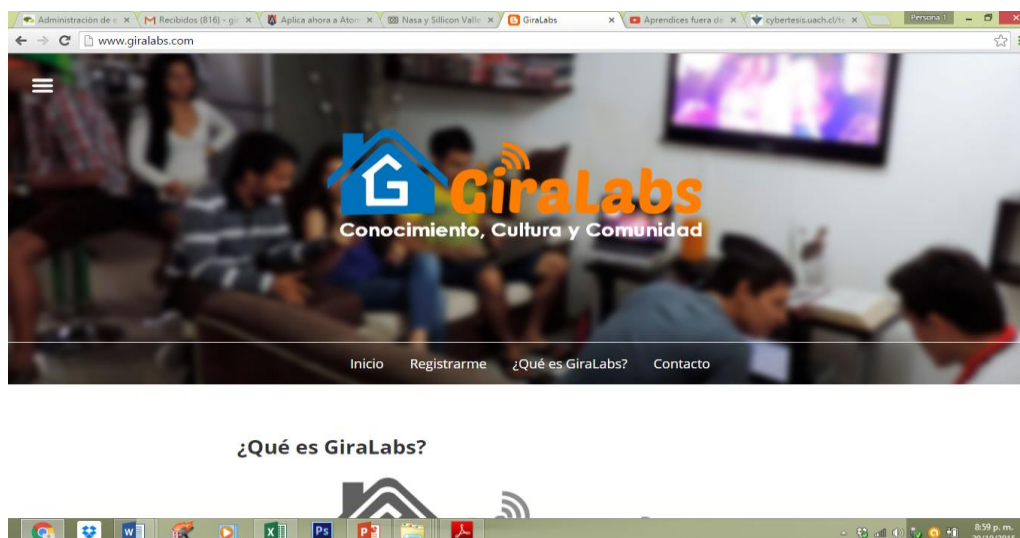 Administración de e
Recibidos (816) - gir
Aplica ahora a Atom
Nasa y Sillicon Valle
GiraLabs
Aprendices fuera de
cybertesis.uach.cl/te
Persona 1
www.giralabs.com
G
GiraLabs
Conocimiento, Cultura y Comunidad
Inicio Registrarme ¿Qué es GiraLabs? Contacto
¿Qué es GiraLabs?
8:59 p. m.